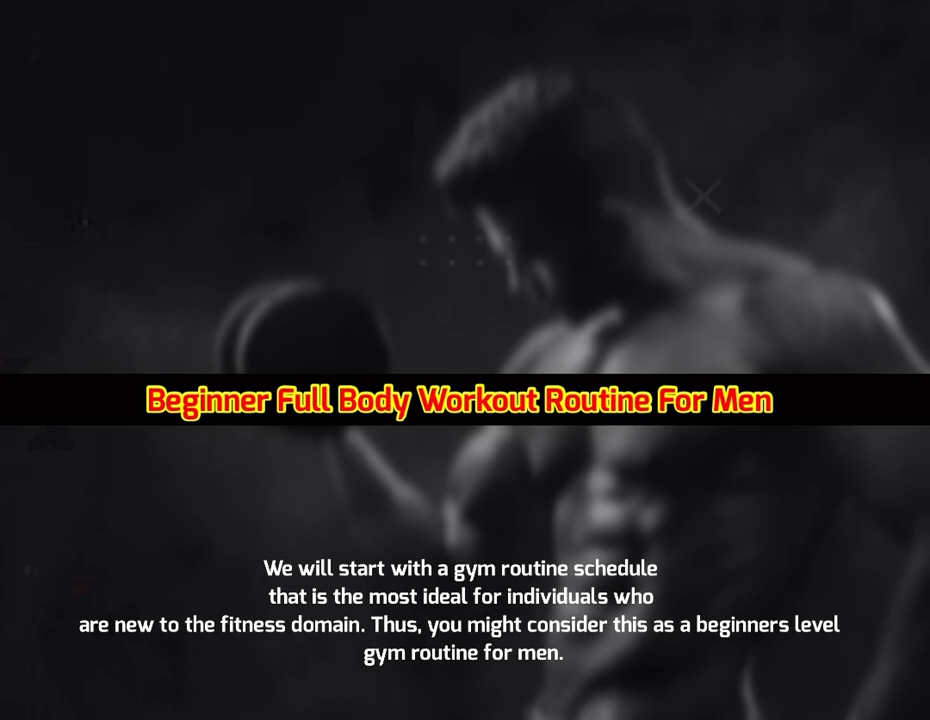 Beginner Full Body Workout Routine For Men
We will start with a gym routine schedule
that is the most ideal for individuals who
are new to the fitness domain. Thus, you might consider this as a beginners level
gym routine for men.